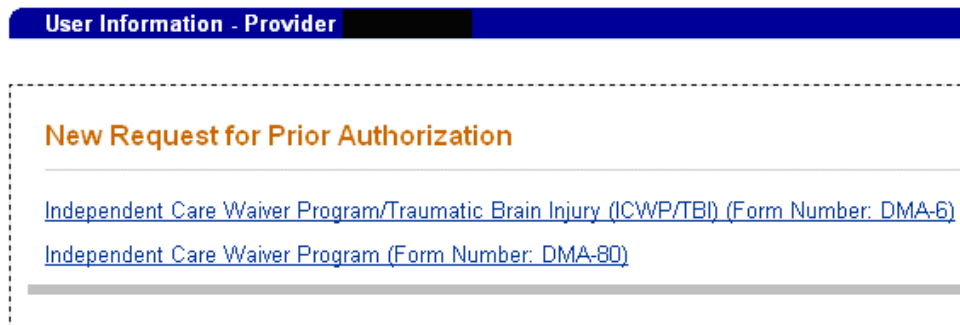 User Information - Provider
New Request for Prior Authorization
Independent Care Waiver Program/Traumatic Brain Injury (ICWP/TBI) (Form Number: DMA-6)
Independent Care Waiver Program (Form Number: DMA-80)